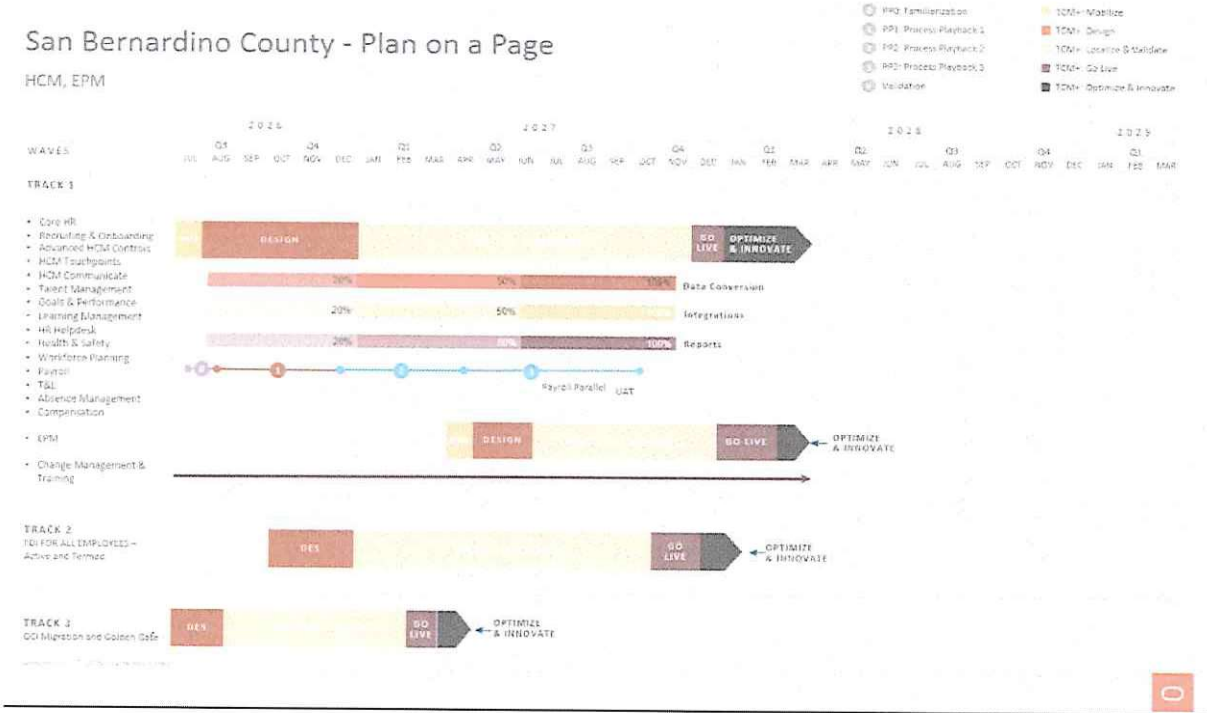 San Bernardino County - Plan on a Page
HCM, EPM
PP0: Familiarization
PP1: Process Playback 1
PP2: Process Playback 2
PP3: Process Playback 3
Validation
TCM+: Mobilize
TCM+: Design
TCM+: Localize & Validate
TCM+: Go Live
TCM+: Optimize & Innovate
2026 2027 2028 2029
WAVES
Q3 Q4 Q1 Q2 Q3 Q4 Q1 Q2 Q3 Q4 Q1
JUL AUG SEP OCT NOV DEC JAN FEB MAR APR MAY JUN JUL AUG SEP OCT NOV DEC JAN FEB MAR APR MAY JUN JUL AUG SEP OCT NOV DEC JAN FEB MAR
TRACK 1
• Core HR
• Recruiting & Onboarding
• Advanced HCM Controls
• HCM Touchpoints
• HCM Communicate
• Talent Management
• Goals & Performance
• Learning Management
• HR Helpdesk
• Health & Safety
• Workforce Planning
• Payroll
• T&L
• Absence Management
• Compensation
DESIGN
GO LIVE
OPTIMIZE & INNOVATE
20% 50% 100% Data Conversion
20% 50% Integrations
20% 80% 100% Reports
1 2 3
Payroll Parallel UAT
• EPM
DESIGN
GO LIVE
OPTIMIZE & INNOVATE
• Change Management &
Training
TRACK 2
FOR ALL EMPLOYEES –
Active and Termed
DES
GO LIVE
OPTIMIZE & INNOVATE
TRACK 3
OCI Migration and Golden Gate
DES
GO LIVE
OPTIMIZE & INNOVATE